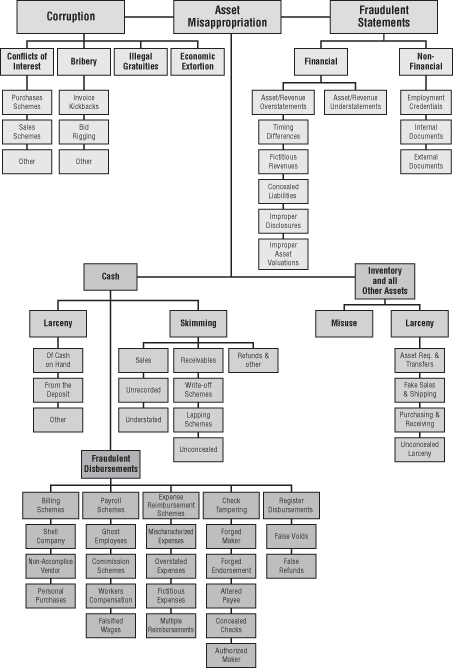 Corruption
Asset
Misappropriation
Fraudulent
Statements
Conflicts of
Interest
Bribery
Illegal
Gratuities
Economic
Extortion
Financial
Non-
Financial
Purchases
Schemes
Sales
Schemes
Other
Invoice
Kickbacks
Bid
Rigging
Other
Asset/Revenue
Overstatements
Asset/Revenue
Understatements
Timing
Differences
Fictitious
Revenues
Concealed
Liabilities
Improper
Disclosures
Improper
Asset
Valuations
Employment
Credentials
Internal
Documents
External
Documents
Cash
Inventory
and all
Other Assets
Larceny
Skimming
Misuse
Larceny
Of Cash
on Hand
From the
Deposit
Other
Sales
Unrecorded
Understated
Receivables
Write-off
Schemes
Lapping
Schemes
Unconcealed
Refunds &
other
Asset Req. &
Transfers
Fake Sales
& Shipping
Purchasing &
Receiving
Unconcealed
Larceny
Fraudulent
Disbursements
Billing
Schemes
Shell
Company
Non-Accomplice
Vendor
Personal
Purchases
Payroll
Schemes
Ghost
Employees
Commission
Schemes
Workers
Compensation
Falsified
Wages
Expense
Reimbursement
Schemes
Mischaracterized
Expenses
Overstated
Expenses
Fictitious
Expenses
Multiple
Reimbursements
Check
Tampering
Forged
Maker
Forged
Endorsement
Altered
Payee
Concealed
Checks
Authorized
Maker
Register
Disbursements
False Voids
False
Refunds